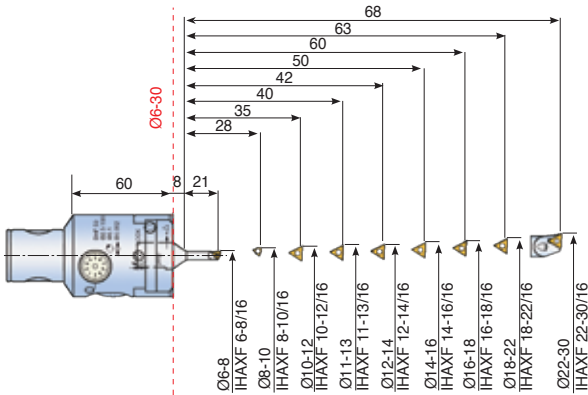 68
63
60
50
42
40
35
28
60
8
21
Ø6-30
Ø6-8
IHAXF 6-8/16
Ø8-10
IHAXF 8-10/16
Ø10-12
IHAXF 10-12/16
Ø11-13
IHAXF 11-13/16
Ø12-14
IHAXF 12-14/16
Ø14-16
IHAXF 14-16/16
Ø16-18
IHAXF 16-18/16
Ø18-22
IHAXF 18-22/16
Ø22-30
IHAXF 22-30/16